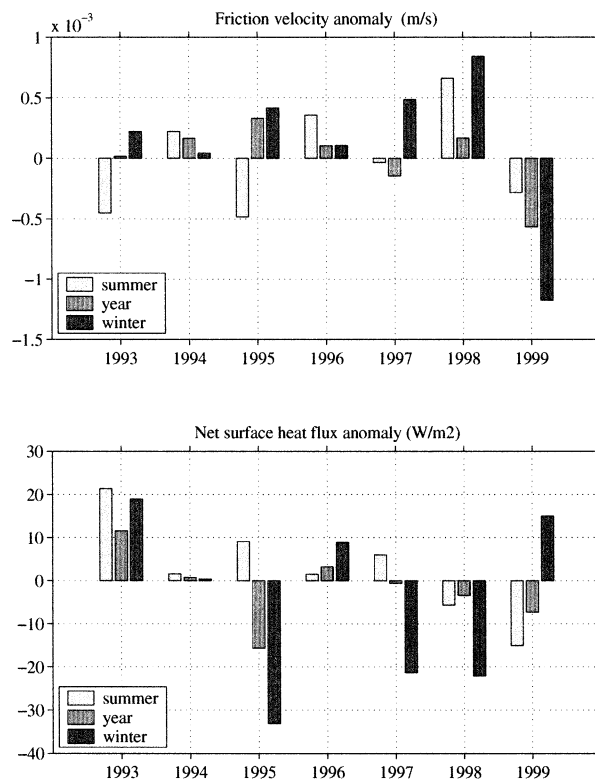 Friction velocity anomaly (m/s)
x 10⁻³
1
0.5
0
−0.5
−1
−1.5
summer
year
winter
1993 1994 1995 1996 1997 1998 1999
Net surface heat flux anomaly (W/m2)
30
20
10
0
−10
−20
−30
−40
summer
year
winter
1993 1994 1995 1996 1997 1998 1999